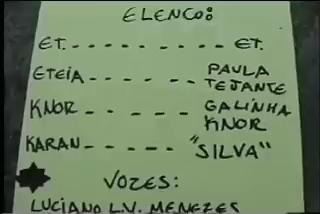 ELENCO:
ET. - - - - - - - - ET.
ETEIA - - - - - - PAULA TEJANTE
KNOR - - - - - - GALINHA KNOR
KARAN - - - - - - "SILVA"
VOZES:
LUCIANO L.V. MENEZES